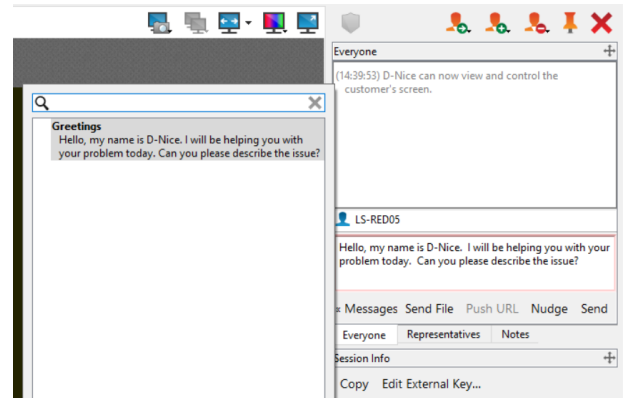 Everyone
(14:39:53) D-Nice can now view and control the
customer's screen.
Greetings
Hello, my name is D-Nice. I will be helping you with
your problem today. Can you please describe the issue?
LS-RED05
Hello, my name is D-Nice. I will be helping you with your
problem today. Can you please describe the issue?
« Messages Send File Push URL Nudge Send
Everyone Representatives Notes
Session Info
Copy Edit External Key...